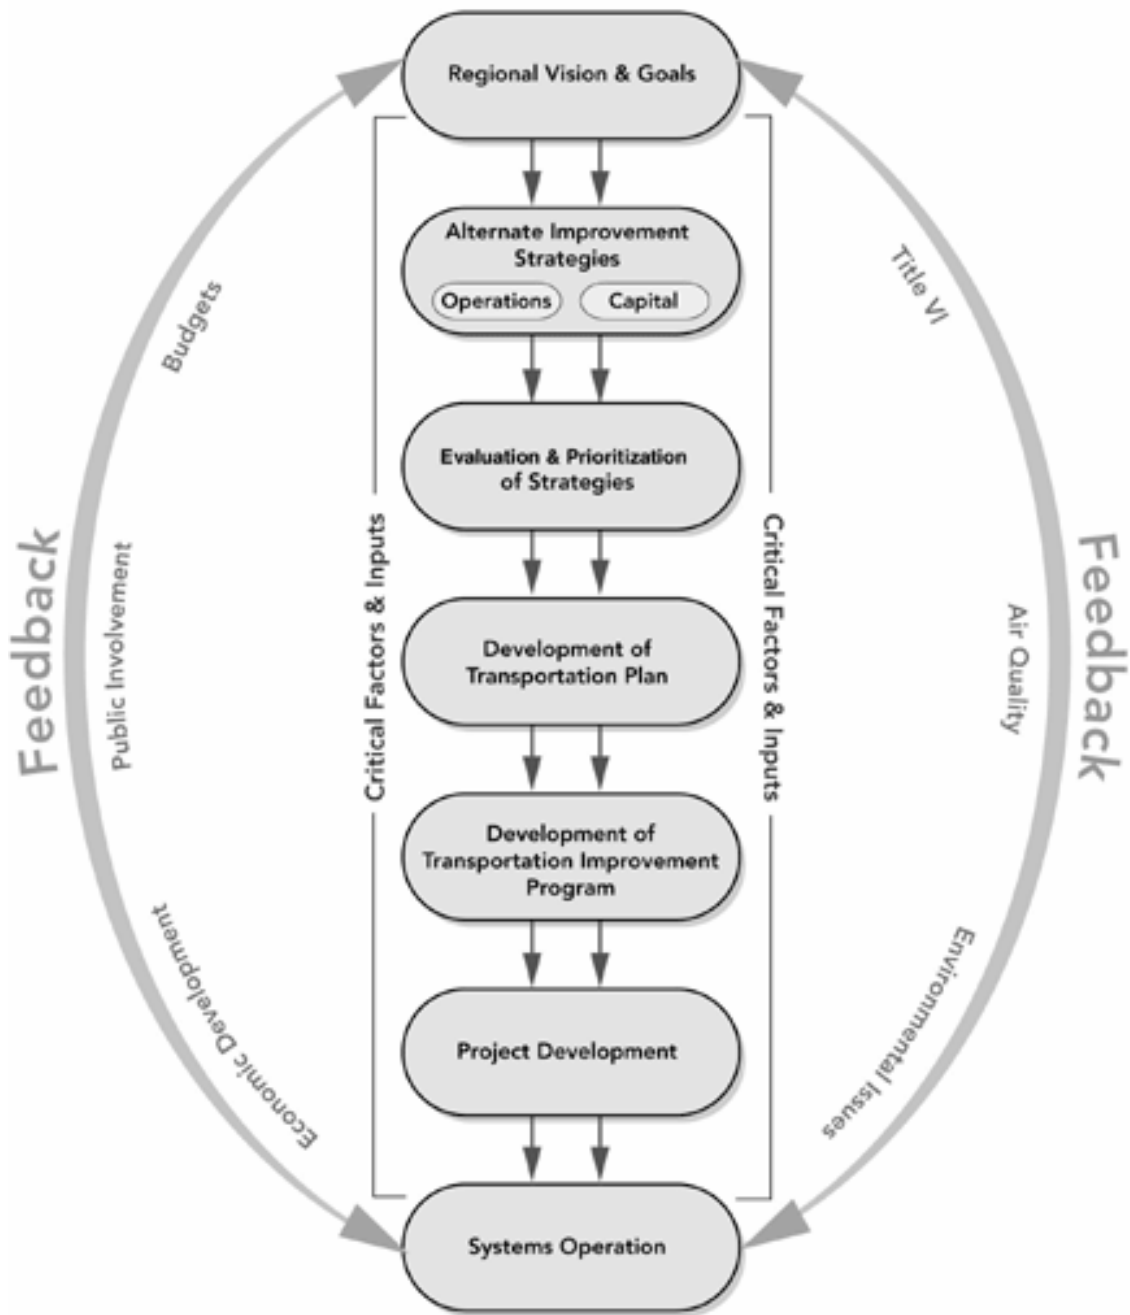 Regional Vision & Goals
Alternate Improvement
Strategies
Operations
Capital
Evaluation & Prioritization
of Strategies
Development of
Transportation Plan
Development of
Transportation Improvement
Program
Project Development
Systems Operation
Critical Factors & Inputs
Critical Factors & Inputs
Feedback
Budgets
Public Involvement
Economic Development
Feedback
Title VI
Air Quality
Environmental Issues